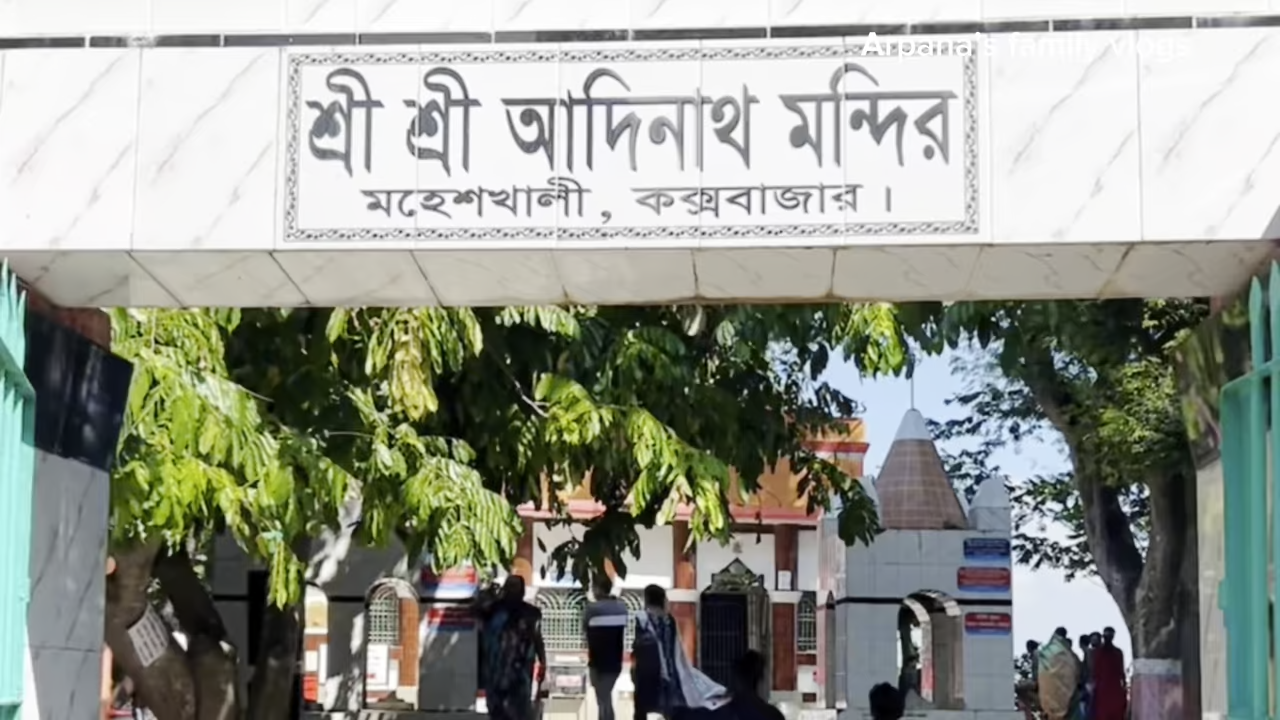 Arpana's family vlogs
শ্রী শ্রী আদিনাথ মন্দির
মহেশখালী, কক্সবাজার।